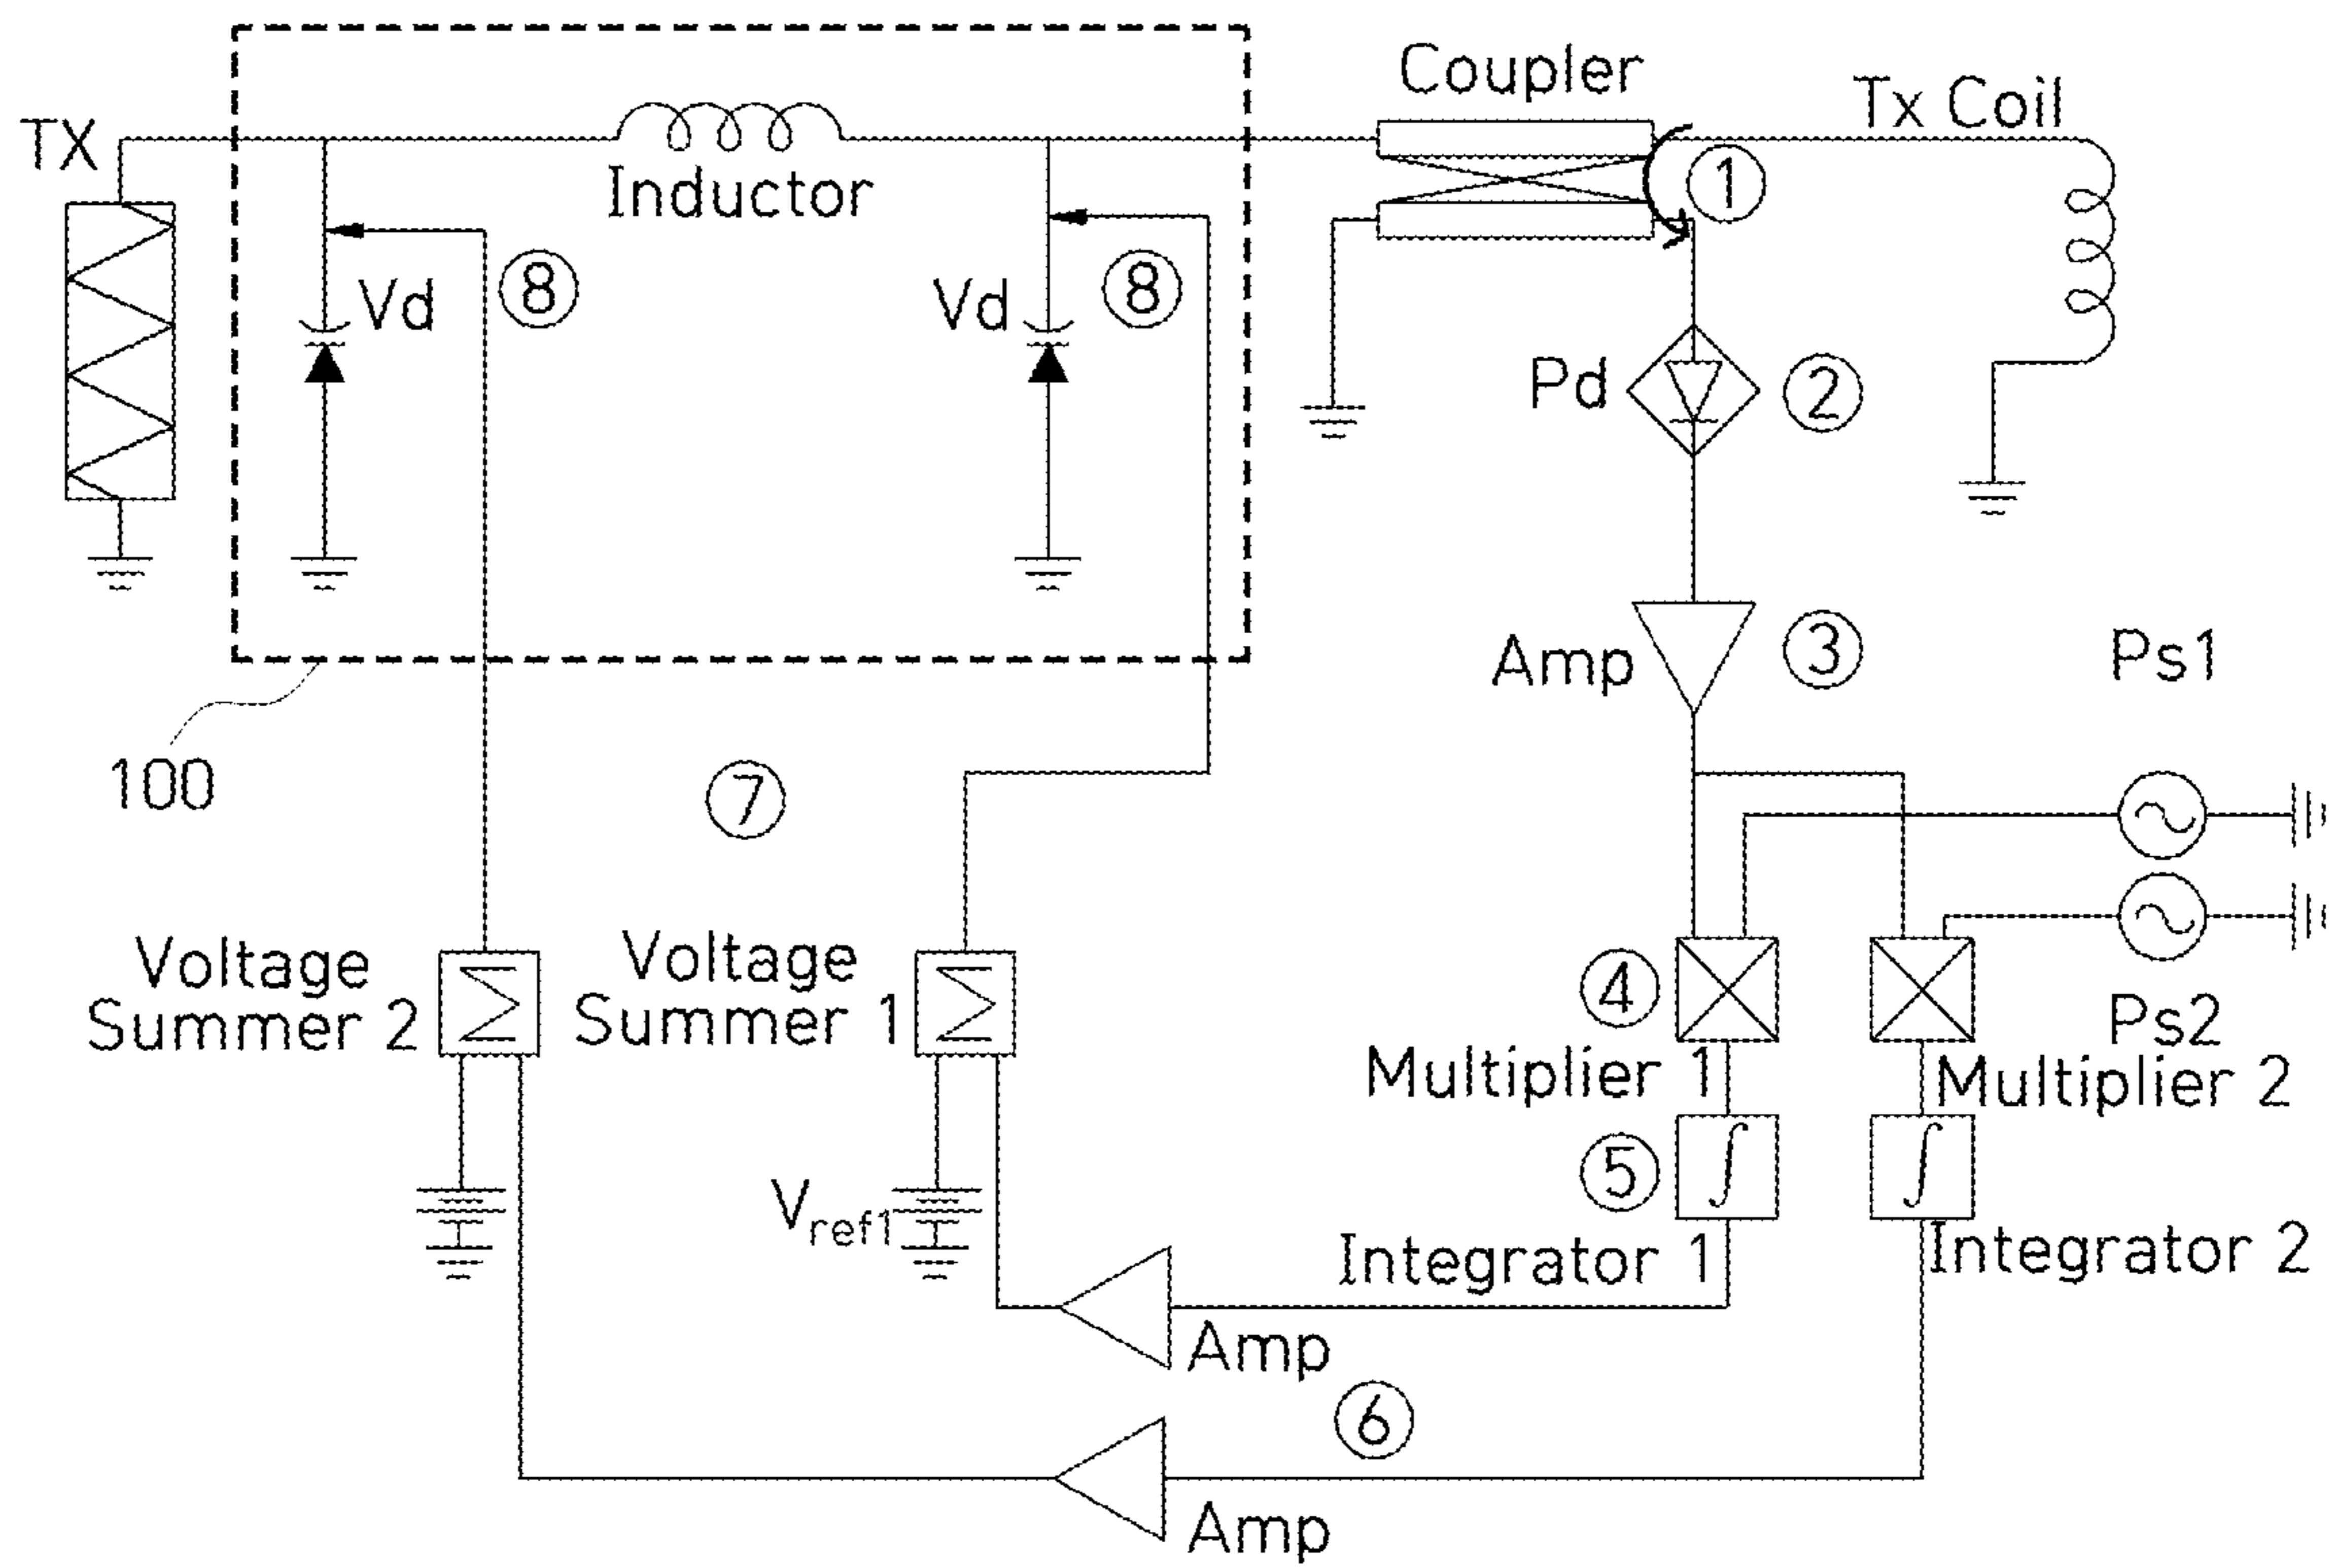 Coupler
Tx Coil
TX
Inductor
①
Vd
⑧
Vd
⑧
Pd
②
Amp
③
Ps1
100
⑦
Voltage
Summer 2
Voltage
Summer 1
④
Ps2
Multiplier 1
Multiplier 2
⑤
Vref1
Integrator 1
Integrator 2
Amp
⑥
Amp